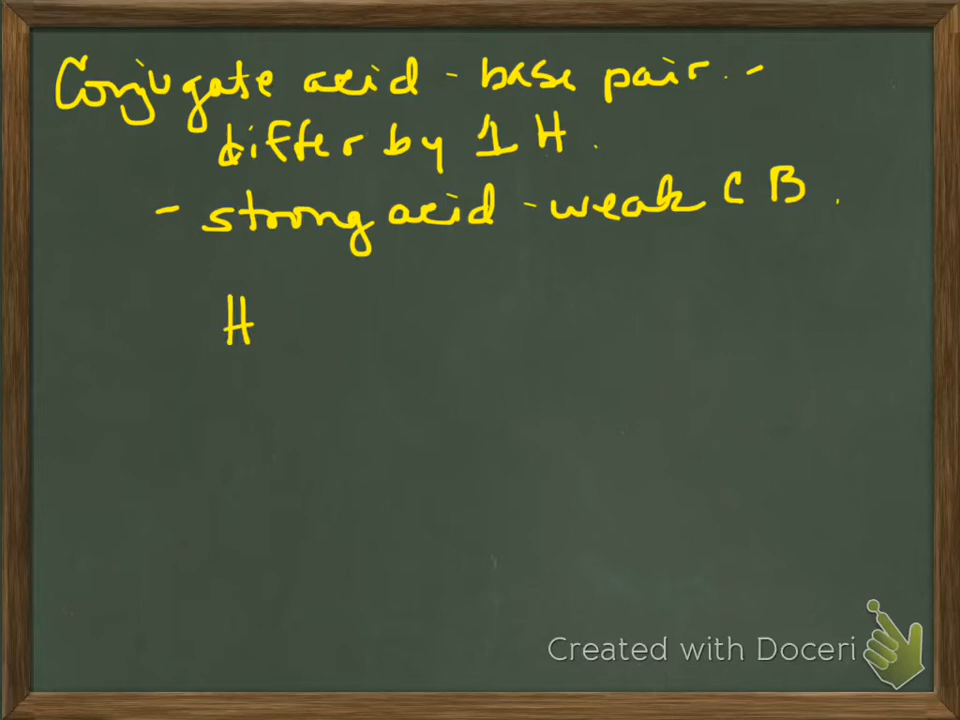 Conjugate acid - base pair. -
differ by 1 H.
- strong acid - weak C B.
H
Created with Doceri